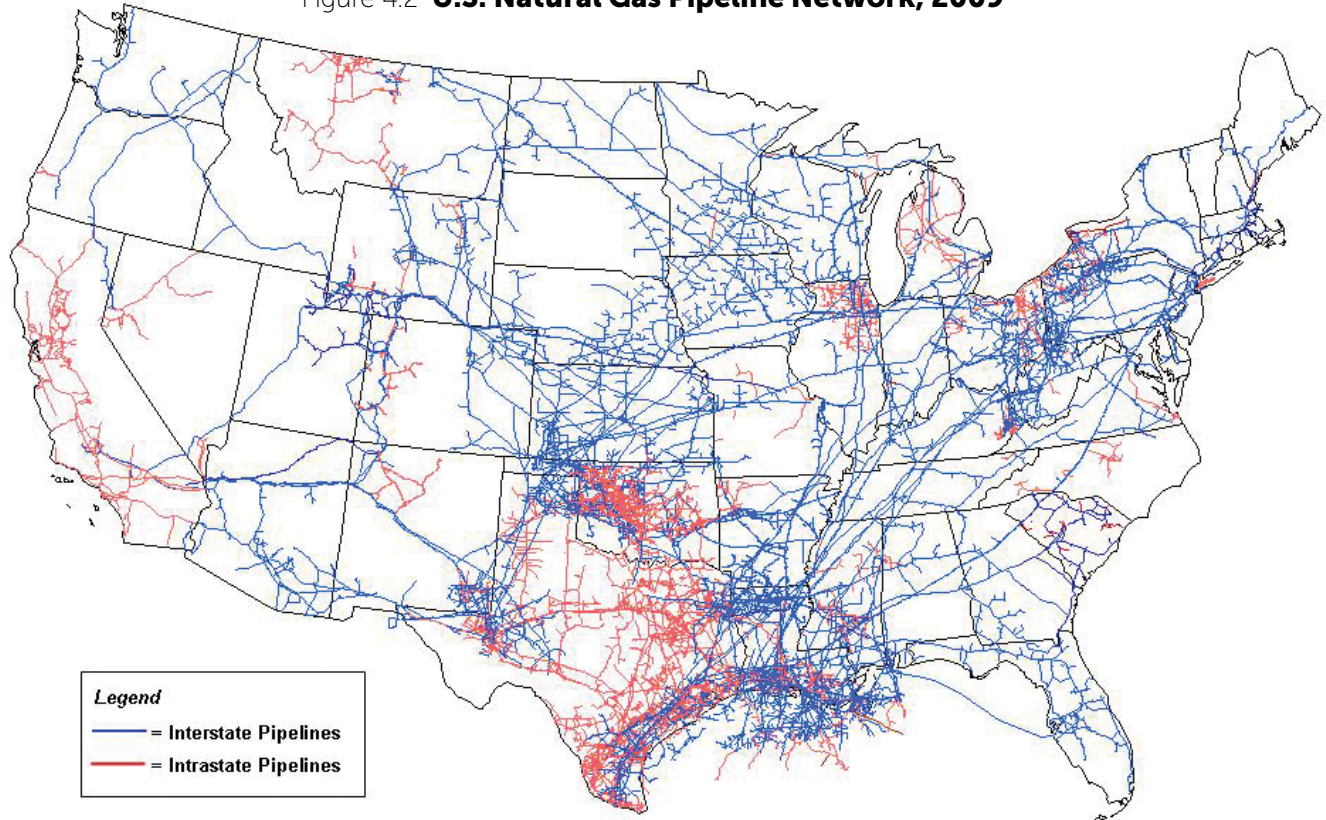 Figure 4.2 U.S. Natural Gas Pipeline Network, 2009
Legend
= Interstate Pipelines
= Intrastate Pipelines